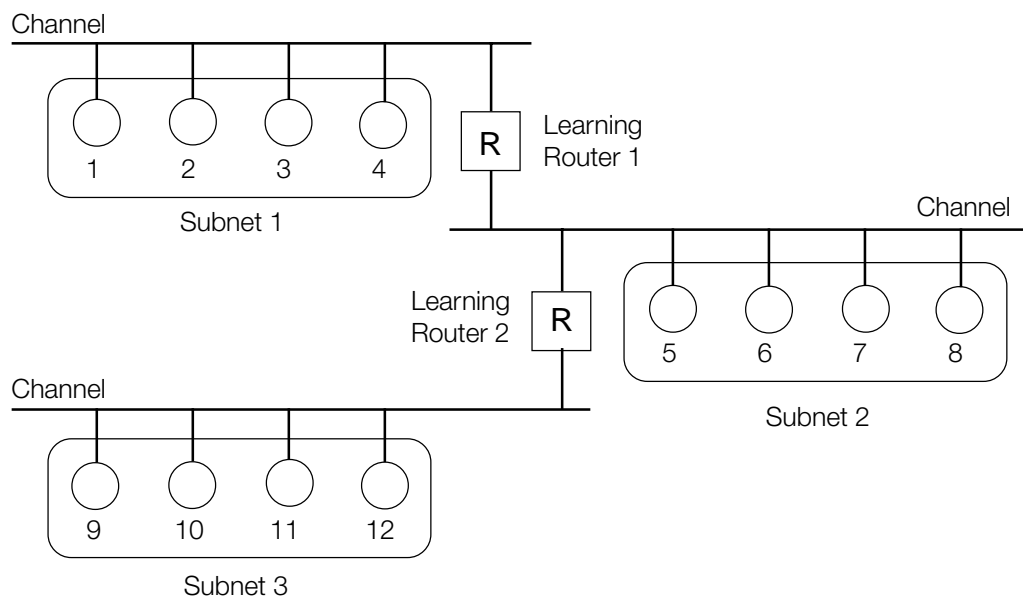 Channel
R
Learning
Router 1
1 2 3 4
Subnet 1
Channel
Learning
Router 2
R
5 6 7 8
Subnet 2
Channel
9 10 11 12
Subnet 3